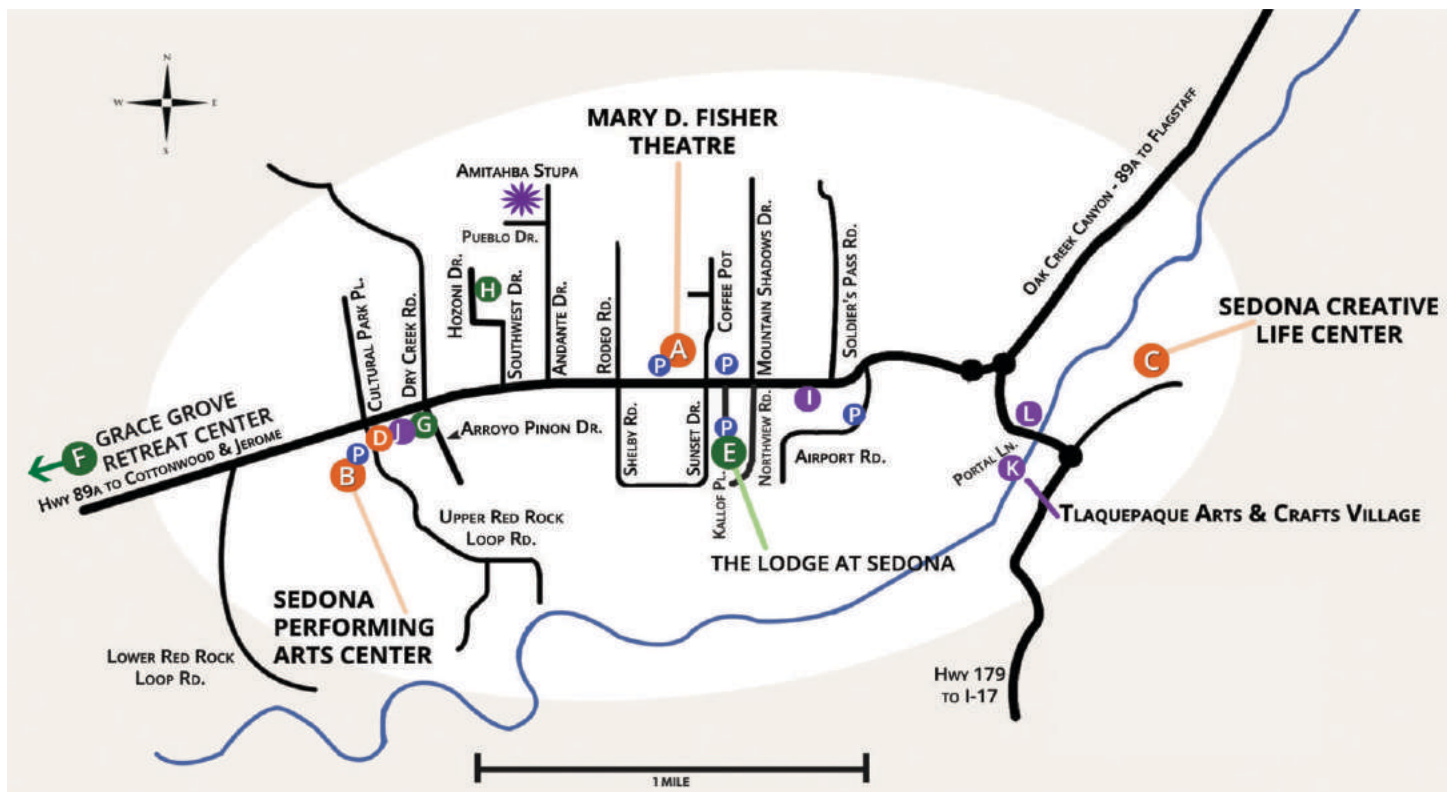 N
W
E
S
MARY D. FISHER
THEATRE
AMITAHBA STUPA
PUEBLO DR.
HOZONI DR.
H
SOUTHWEST DR.
ANDANTE DR.
RODEO RD.
COFFEE POT
MOUNTAIN SHADOWS DR.
SOLDIER'S PASS RD.
OAK CREEK CANYON - 89A TO FLAGSTAFF
SEDONA CREATIVE
LIFE CENTER
C
CULTURAL PARK PL.
DRY CREEK RD.
A
P
P
I
P
L
F
GRACE GROVE
RETREAT CENTER
HWY 89A TO COTTONWOOD & JEROME
D
J
G
P
B
ARROYO PINON DR.
SHELBY RD.
SUNSET DR.
P
E
KALLOF PL.
NORTHVIEW RD.
AIRPORT RD.
PORTAL LN.
K
TLAQUEPAQUE ARTS & CRAFTS VILLAGE
UPPER RED ROCK
LOOP RD.
THE LODGE AT SEDONA
SEDONA
PERFORMING
ARTS CENTER
LOWER RED ROCK
LOOP RD.
HWY 179
TO I-17
1 MILE